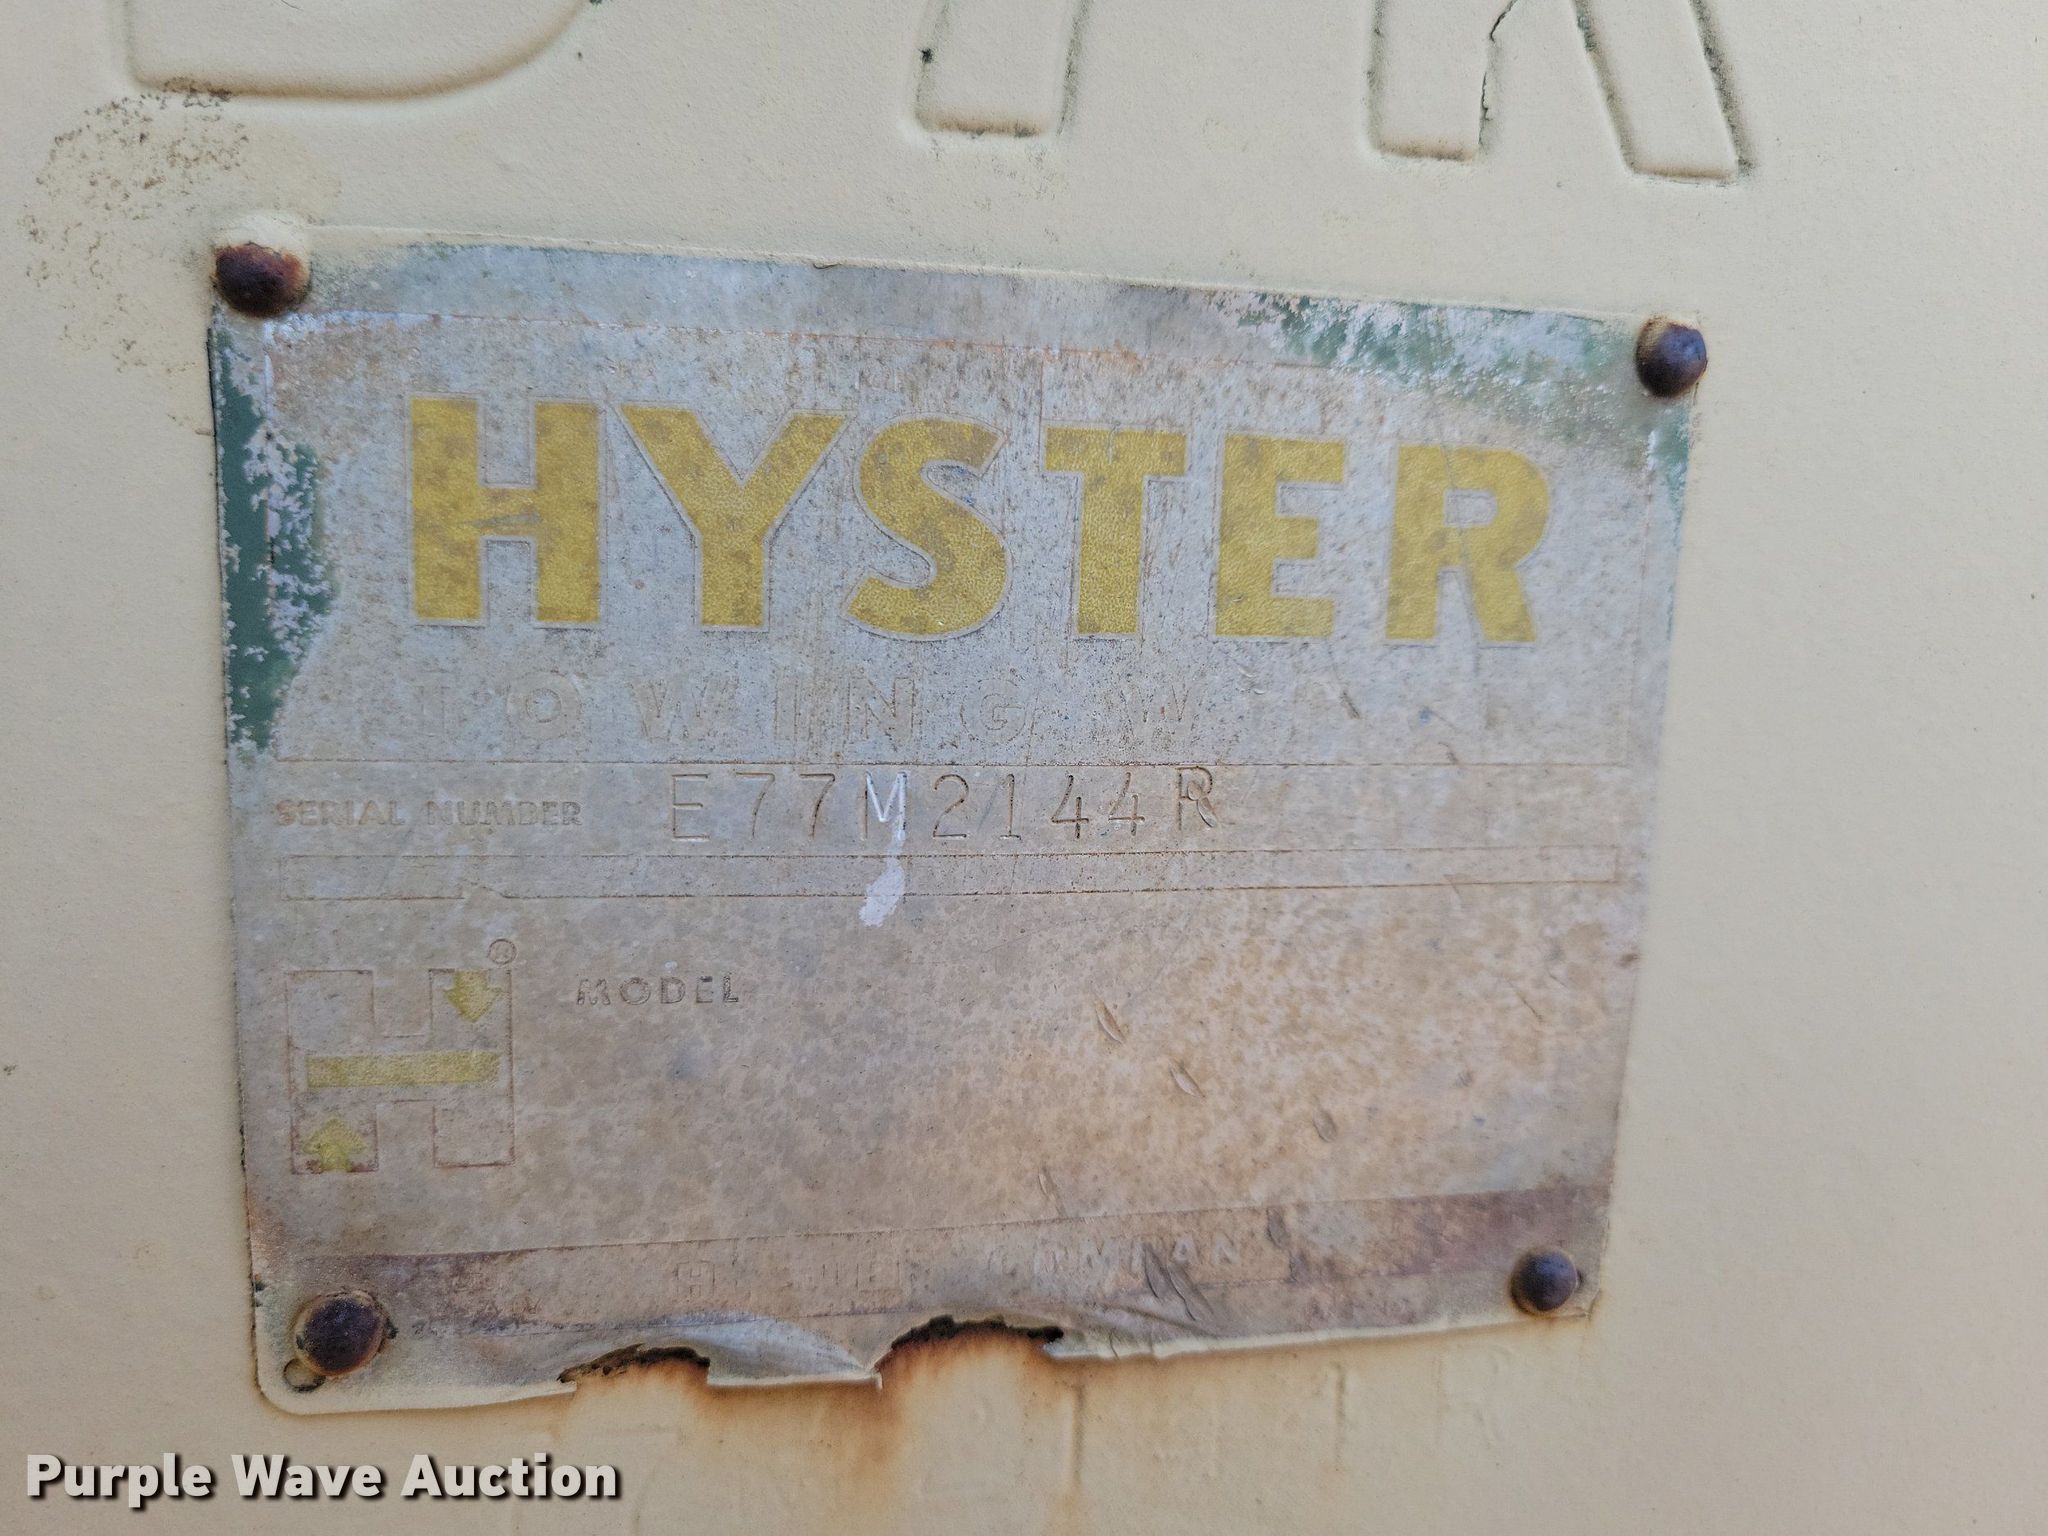 HYSTER
TOWING
SERIAL NUMBER E77M2144R
®
MODEL
Purple Wave Auction